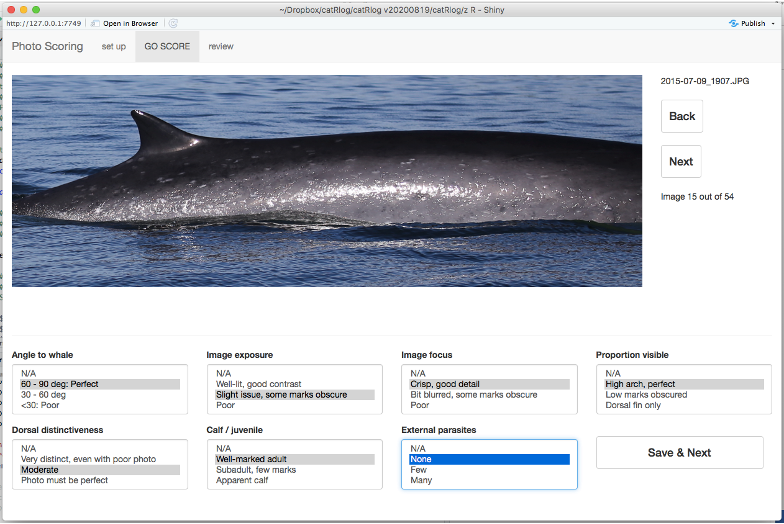 ~/Dropbox/catRlog/catRlog v20200819/catRlog/z R - Shiny
http://127.0.0.1:7749 Open in Browser Publish
Photo Scoring set up GO SCORE review
2015-07-09_1907.JPG
Back
Next
Image 15 out of 54
Angle to whale
N/A
60 - 90 deg: Perfect
30 - 60 deg
<30: Poor
Image exposure
N/A
Well-lit, good contrast
Slight issue, some marks obscure
Poor
Image focus
N/A
Crisp, good detail
Bit blurred, some marks obscure
Poor
Proportion visible
N/A
High arch, perfect
Low marks obscured
Dorsal fin only
Dorsal distinctiveness
N/A
Very distinct, even with poor photo
Moderate
Photo must be perfect
Calf / juvenile
N/A
Well-marked adult
Subadult, few marks
Apparent calf
External parasites
N/A
None
Few
Many
Save & Next